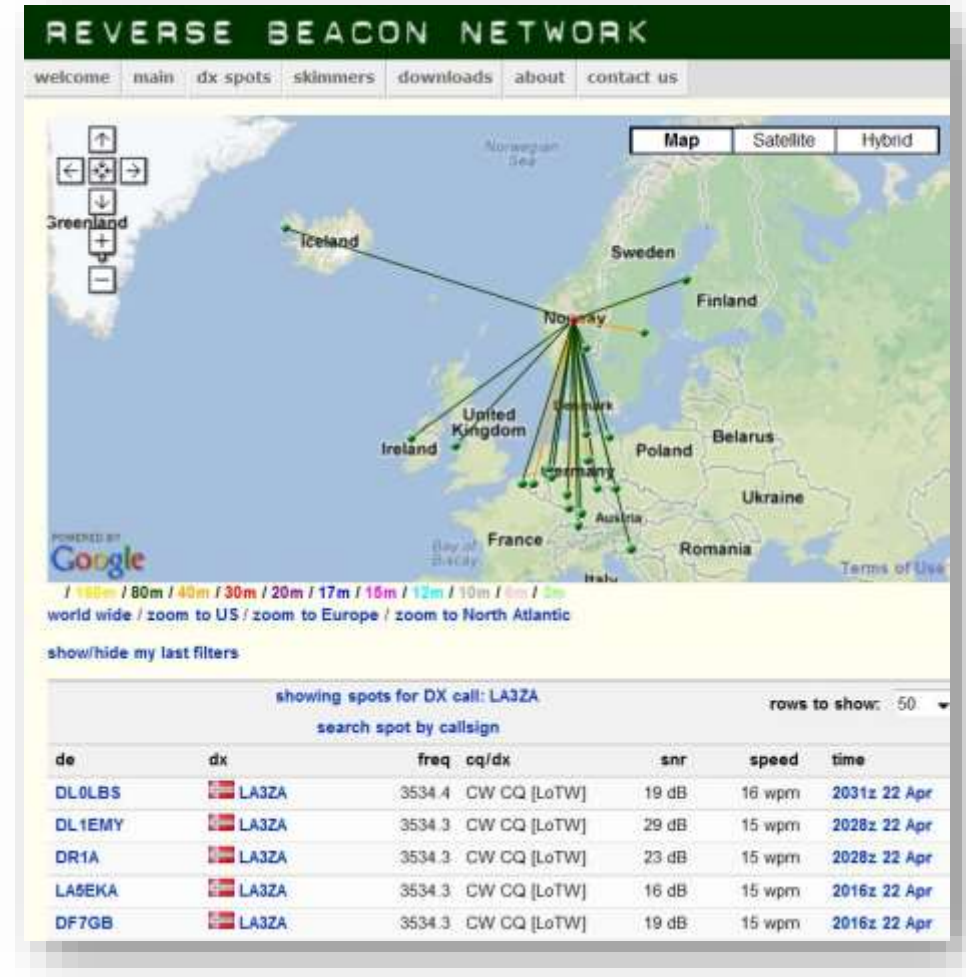 REVERSE BEACON NETWORK
welcome main dx spots skimmers downloads about contact us
Map Satellite Hybrid
Norwegian
Sea
Greenland
Iceland
Sweden
Finland
Norway
Denmark
United
Kingdom
Ireland
Poland
Belarus
Germany
Ukraine
Austria
France
Romania
Bay of
Biscay
Italy
POWERED BY
Google
Terms of Use
/ 160m / 80m / 40m / 30m / 20m / 17m / 15m / 12m / 10m / 6m / 2m
world wide / zoom to US / zoom to Europe / zoom to North Atlantic
show/hide my last filters
showing spots for DX call: LA3ZA
rows to show: 50
search spot by callsign
de dx freq cq/dx snr speed time
DL0LBS LA3ZA 3534.4 CW CQ [LoTW] 19 dB 16 wpm 2031z 22 Apr
DL1EMY LA3ZA 3534.3 CW CQ [LoTW] 29 dB 15 wpm 2028z 22 Apr
DR1A LA3ZA 3534.3 CW CQ [LoTW] 23 dB 15 wpm 2028z 22 Apr
LA5EKA LA3ZA 3534.3 CW CQ [LoTW] 16 dB 15 wpm 2016z 22 Apr
DF7GB LA3ZA 3534.3 CW CQ [LoTW] 19 dB 15 wpm 2016z 22 Apr